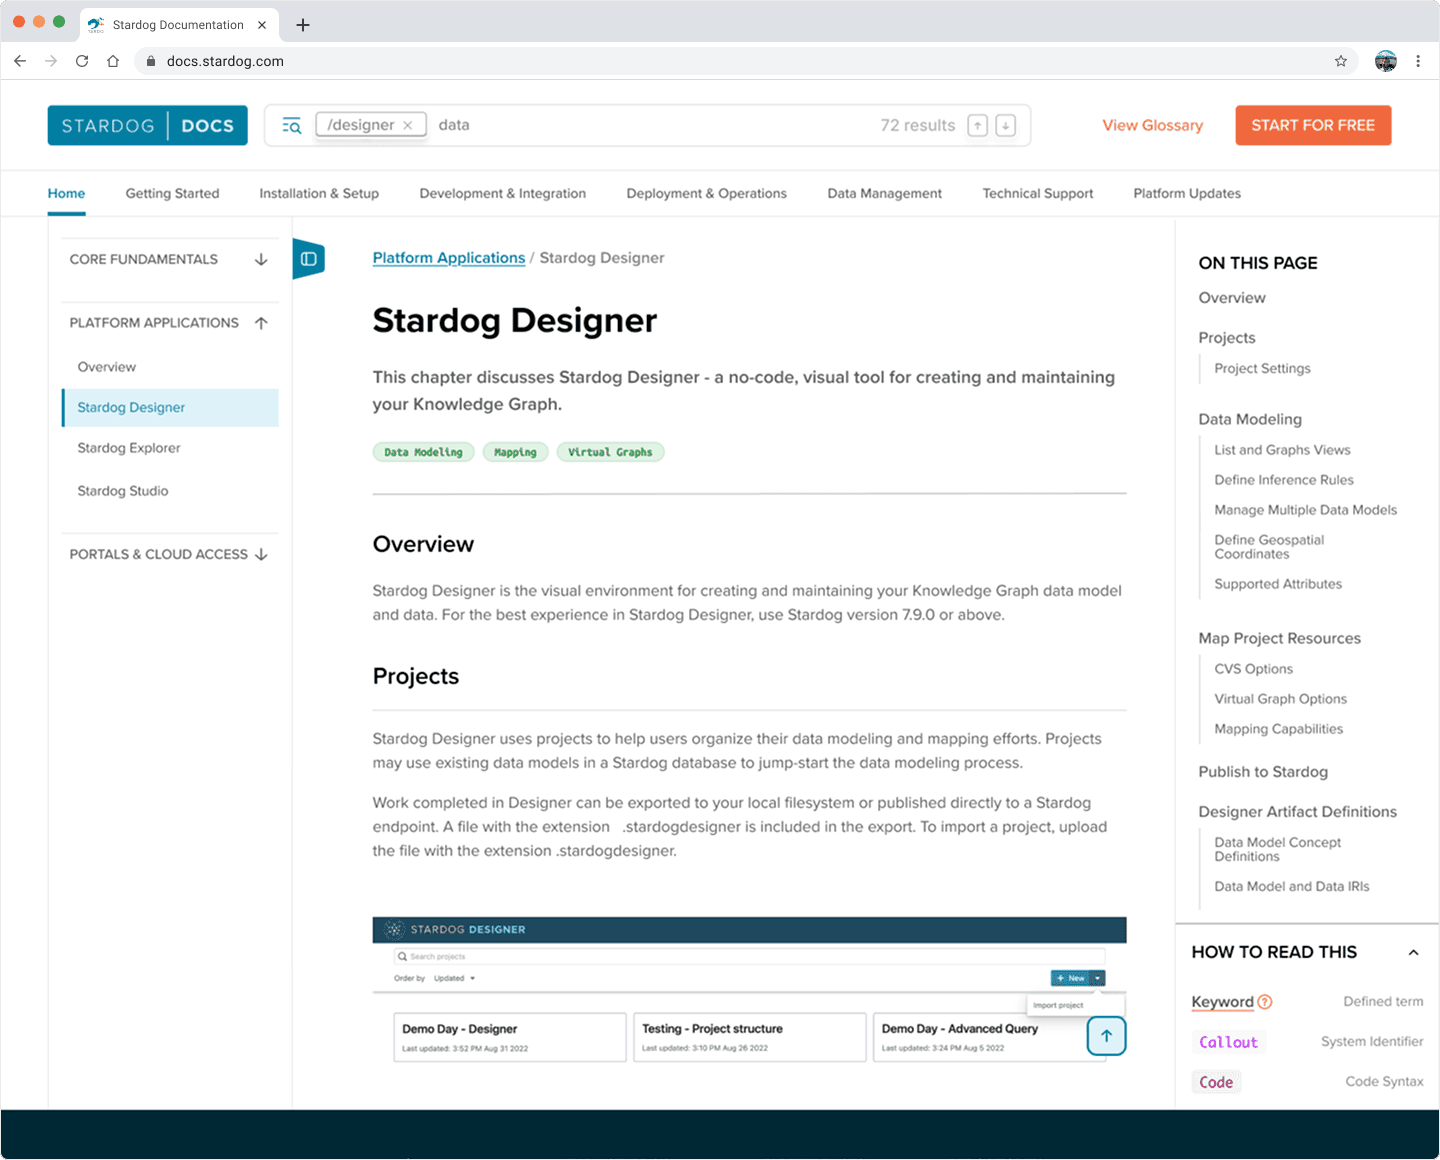 Stardog Documentation
docs.stardog.com
STARDOG | DOCS
/designer × data
72 results
View Glossary
START FOR FREE
Home
Getting Started
Installation & Setup
Development & Integration
Deployment & Operations
Data Management
Technical Support
Platform Updates
CORE FUNDAMENTALS
PLATFORM APPLICATIONS
Overview
Stardog Designer
Stardog Explorer
Stardog Studio
PORTALS & CLOUD ACCESS
Platform Applications / Stardog Designer
Stardog Designer
This chapter discusses Stardog Designer - a no-code, visual tool for creating and maintaining
your Knowledge Graph.
Data Modeling
Mapping
Virtual Graphs
Overview
Stardog Designer is the visual environment for creating and maintaining your Knowledge Graph data model
and data. For the best experience in Stardog Designer, use Stardog version 7.9.0 or above.
Projects
Stardog Designer uses projects to help users organize their data modeling and mapping efforts. Projects
may use existing data models in a Stardog database to jump-start the data modeling process.
Work completed in Designer can be exported to your local filesystem or published directly to a Stardog
endpoint. A file with the extension .stardogdesigner is included in the export. To import a project, upload
the file with the extension .stardogdesigner.
STARDOG DESIGNER
Search projects
Order by Updated
+ New
Import project
Demo Day - Designer
Last updated: 3:52 PM Aug 31 2022
Testing - Project structure
Last updated: 3:10 PM Aug 26 2022
Demo Day - Advanced Query
Last updated: 3:24 PM Aug 5 2022
ON THIS PAGE
Overview
Projects
Project Settings
Data Modeling
List and Graphs Views
Define Inference Rules
Manage Multiple Data Models
Define Geospatial
Coordinates
Supported Attributes
Map Project Resources
CVS Options
Virtual Graph Options
Mapping Capabilities
Publish to Stardog
Designer Artifact Definitions
Data Model Concept
Definitions
Data Model and Data IRIs
HOW TO READ THIS
Keyword ? Defined term
Callout System Identifier
Code Code Syntax